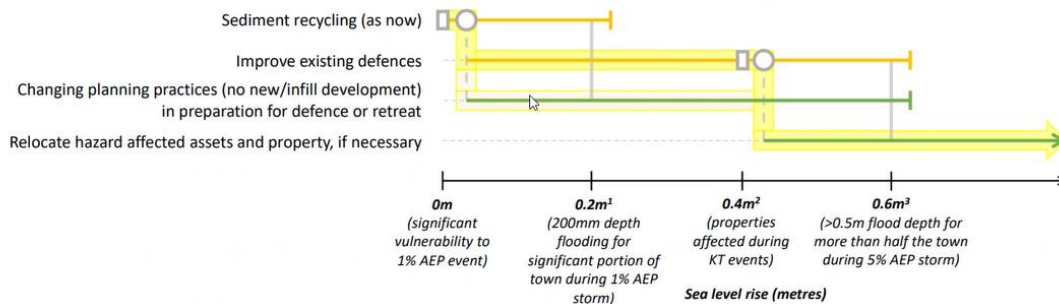 Sediment recycling (as now)
Improve existing defences
Changing planning practices (no new/infill development)
in preparation for defence or retreat
Relocate hazard affected assets and property, if necessary
0m
(significant
vulnerability to
1% AEP event)
0.2m¹
(200mm depth
flooding for
significant portion of
town during 1% AEP
storm)
0.4m²
(properties
affected during
KT events)
0.6m³
(>0.5m flood depth for
more than half the town
during 5% AEP storm)
Sea level rise (metres)